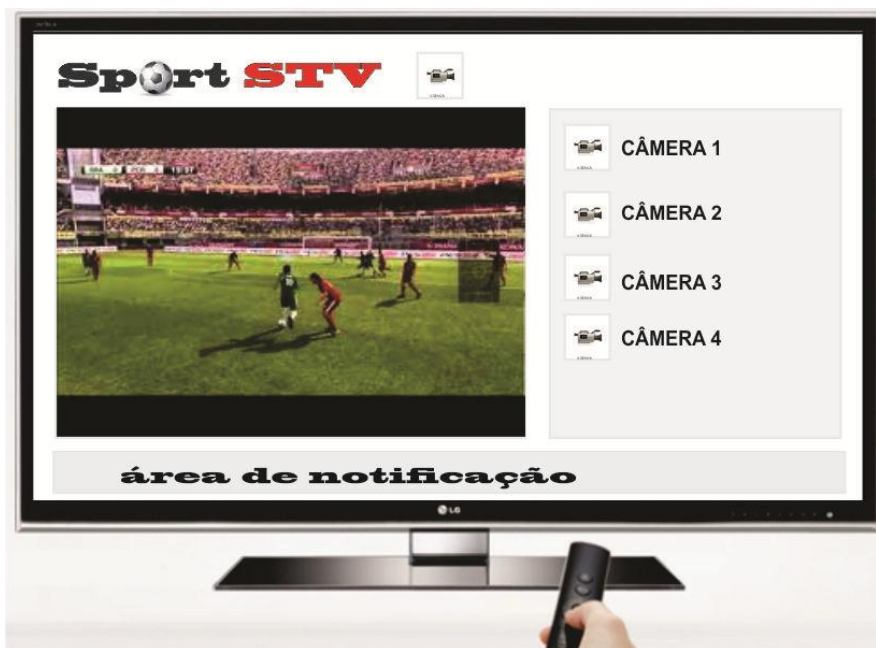 Sport STV
CÂMERA 1
CÂMERA 2
CÂMERA 3
CÂMERA 4
área de notificação
LG